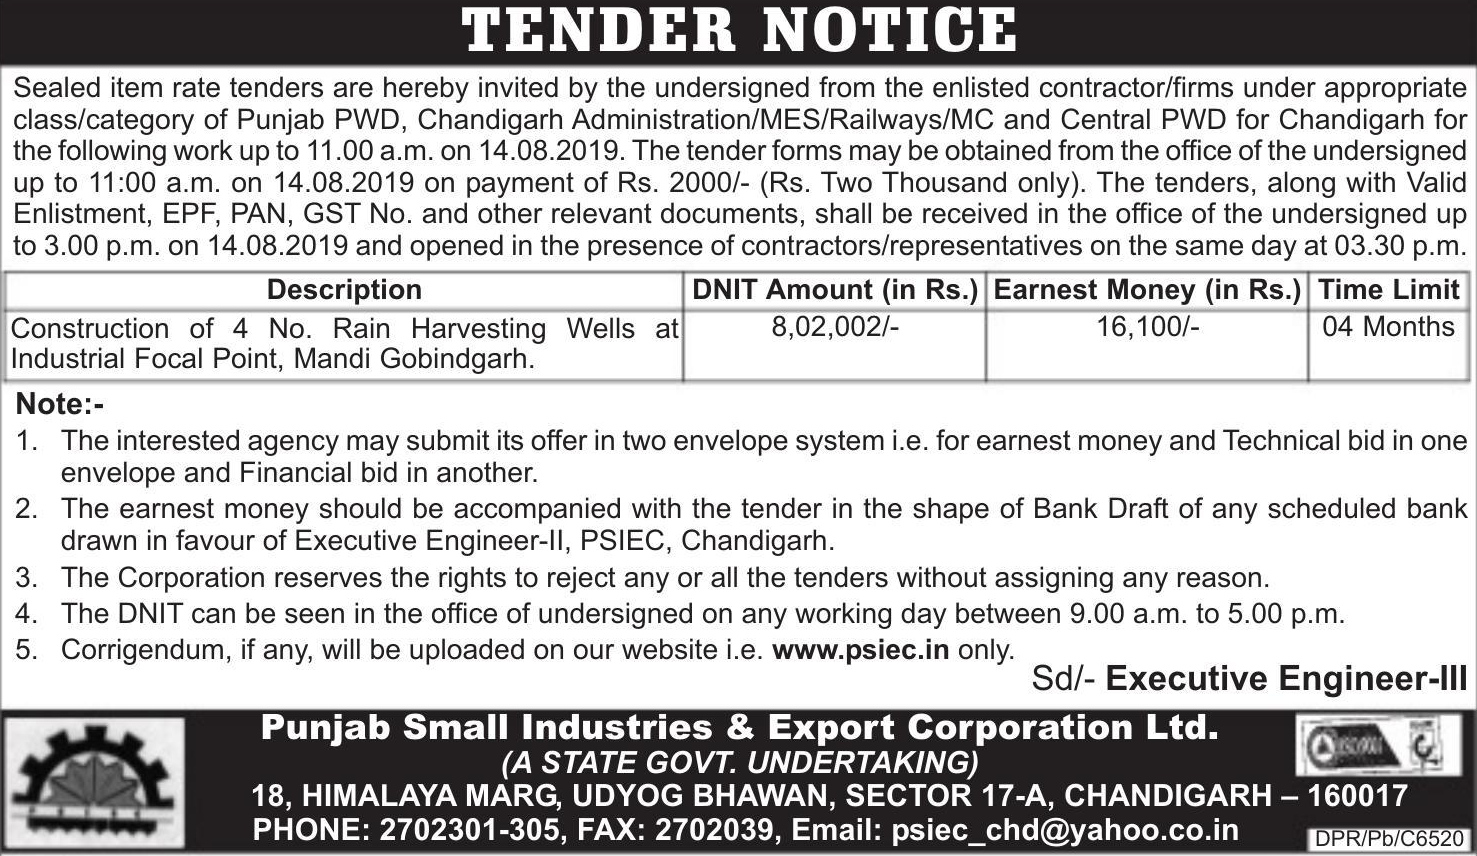 TENDER NOTICE
Sealed item rate tenders are hereby invited by the undersigned from the enlisted contractor/firms under appropriate
class/category of Punjab PWD, Chandigarh Administration/MES/Railways/MC and Central PWD for Chandigarh for
the following work up to 11.00 a.m. on 14.08.2019. The tender forms may be obtained from the office of the undersigned
up to 11:00 a.m. on 14.08.2019 on payment of Rs. 2000/- (Rs. Two Thousand only). The tenders, along with Valid
Enlistment, EPF, PAN, GST No. and other relevant documents, shall be received in the office of the undersigned up
to 3.00 p.m. on 14.08.2019 and opened in the presence of contractors/representatives on the same day at 03.30 p.m.
Description DNIT Amount (in Rs.) Earnest Money (in Rs.) Time Limit
Construction of 4 No. Rain Harvesting Wells at 8,02,002/- 16,100/- 04 Months
Industrial Focal Point, Mandi Gobindgarh.
Note:-
1. The interested agency may submit its offer in two envelope system i.e. for earnest money and Technical bid in one
envelope and Financial bid in another.
2. The earnest money should be accompanied with the tender in the shape of Bank Draft of any scheduled bank
drawn in favour of Executive Engineer-II, PSIEC, Chandigarh.
3. The Corporation reserves the rights to reject any or all the tenders without assigning any reason.
4. The DNIT can be seen in the office of undersigned on any working day between 9.00 a.m. to 5.00 p.m.
5. Corrigendum, if any, will be uploaded on our website i.e. www.psiec.in only.
Sd/- Executive Engineer-III
Punjab Small Industries & Export Corporation Ltd.
(A STATE GOVT. UNDERTAKING)
18, HIMALAYA MARG, UDYOG BHAWAN, SECTOR 17-A, CHANDIGARH – 160017
PHONE: 2702301-305, FAX: 2702039, Email: psiec_chd@yahoo.co.in
DPR/Pb/C6520